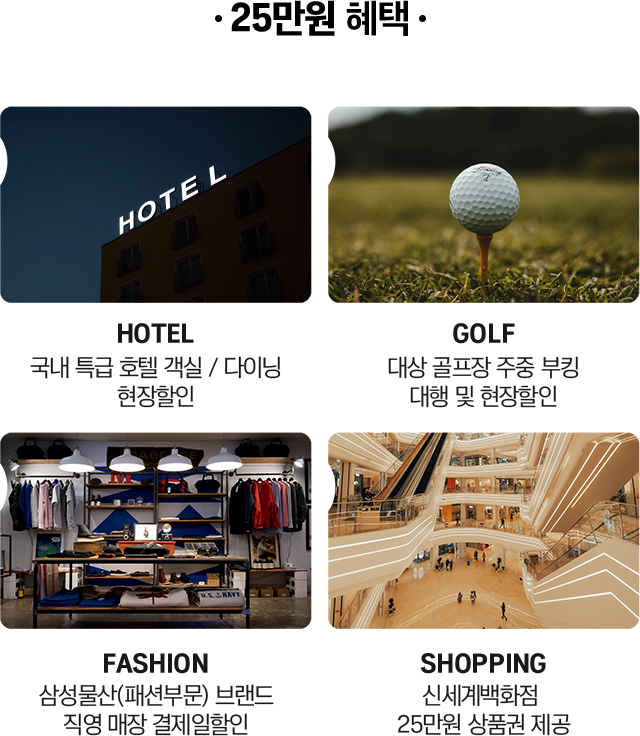 · 25만원 혜택 ·
HOTEL
HOTEL
국내 특급 호텔 객실 / 다이닝
현장할인
GOLF
대상 골프장 주중 부킹
대행 및 현장할인
U.S. NAVY
FASHION
삼성물산(패션부문) 브랜드
직영 매장 결제일할인
SHOPPING
신세계백화점
25만원 상품권 제공